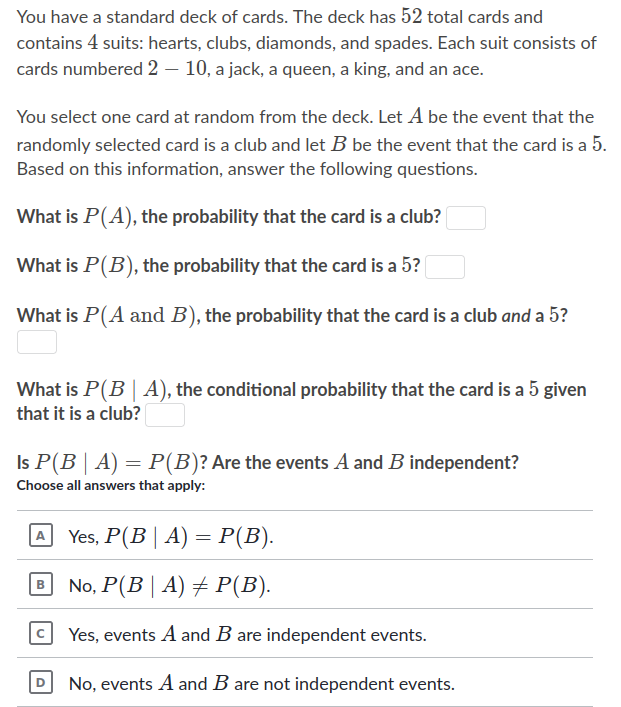 You have a standard deck of cards. The deck has 52 total cards and
contains 4 suits: hearts, clubs, diamonds, and spades. Each suit consists of
cards numbered 2 – 10, a jack, a queen, a king, and an ace.
You select one card at random from the deck. Let A be the event that the
randomly selected card is a club and let B be the event that the card is a 5.
Based on this information, answer the following questions.
What is P(A), the probability that the card is a club?
What is P(B), the probability that the card is a 5?
What is P(A and B), the probability that the card is a club and a 5?
What is P(B | A), the conditional probability that the card is a 5 given
that it is a club?
Is P(B | A) = P(B)? Are the events A and B independent?
Choose all answers that apply:
A Yes, P(B | A) = P(B).
B No, P(B | A) ≠ P(B).
C Yes, events A and B are independent events.
D No, events A and B are not independent events.